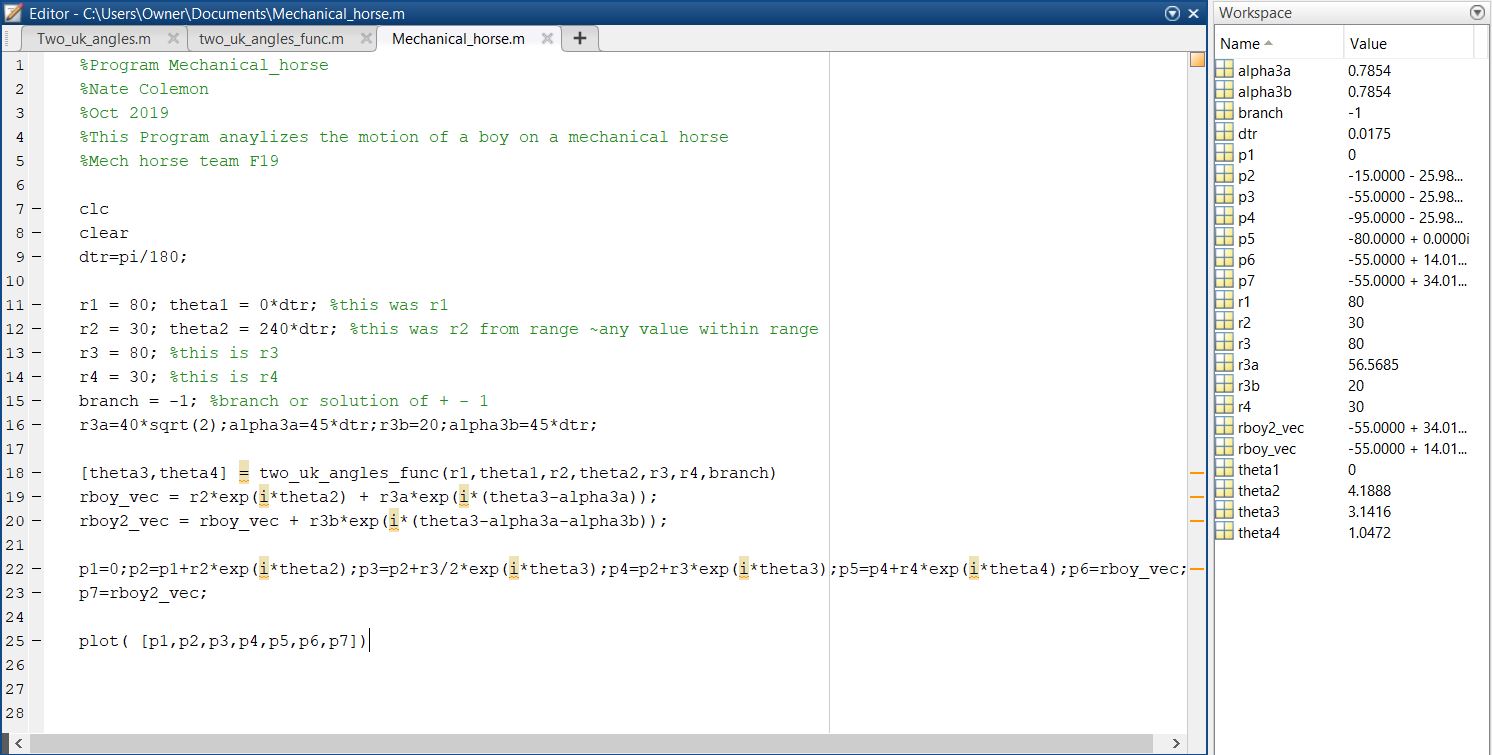 Editor - C:\Users\Owner\Documents\Mechanical_horse.m
Two_uk_angles.m two_uk_angles_func.m Mechanical_horse.m
1 %Program Mechanical_horse
2 %Nate Colemon
3 %Oct 2019
4 %This Program anaylizes the motion of a boy on a mechanical horse
5 %Mech horse team F19
6
7 clc
8 clear
9 dtr=pi/180;
10
11 r1 = 80; theta1 = 0*dtr; %this was r1
12 r2 = 30; theta2 = 240*dtr; %this was r2 from range ~any value within range
13 r3 = 80; %this is r3
14 r4 = 30; %this is r4
15 branch = -1; %branch or solution of + - 1
16 r3a=40*sqrt(2);alpha3a=45*dtr;r3b=20;alpha3b=45*dtr;
17
18 [theta3,theta4] = two_uk_angles_func(r1,theta1,r2,theta2,r3,r4,branch)
19 rboy_vec = r2*exp(i*theta2) + r3a*exp(i*(theta3-alpha3a));
20 rboy2_vec = rboy_vec + r3b*exp(i*(theta3-alpha3a-alpha3b));
21
22 p1=0;p2=p1+r2*exp(i*theta2);p3=p2+r3/2*exp(i*theta3);p4=p2+r3*exp(i*theta3);p5=p4+r4*exp(i*theta4);p6=rboy_vec;
23 p7=rboy2_vec;
24
25 plot( [p1,p2,p3,p4,p5,p6,p7])
26
27
28
Workspace
Name Value
alpha3a 0.7854
alpha3b 0.7854
branch -1
dtr 0.0175
p1 0
p2 -15.0000 - 25.98...
p3 -55.0000 - 25.98...
p4 -95.0000 - 25.98...
p5 -80.0000 + 0.0000i
p6 -55.0000 + 14.01...
p7 -55.0000 + 34.01...
r1 80
r2 30
r3 80
r3a 56.5685
r3b 20
r4 30
rboy2_vec -55.0000 + 34.01...
rboy_vec -55.0000 + 14.01...
theta1 0
theta2 4.1888
theta3 3.1416
theta4 1.0472